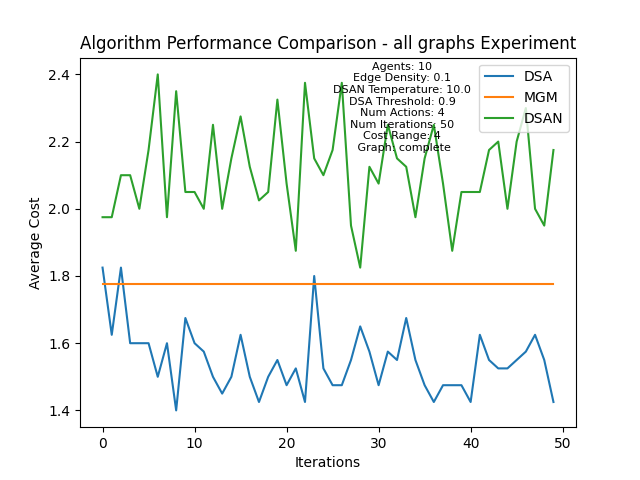 Algorithm Performance Comparison - all graphs Experiment
Agents: 10
Edge Density: 0.1
DSAN Temperature: 10.0
DSA Threshold: 0.9
Num Actions: 4
Num Iterations: 50
Cost Range: 4
Graph: complete
DSA
MGM
DSAN
2.4
2.2
2.0
1.8
1.6
1.4
Average Cost
0
10
20
30
40
50
Iterations